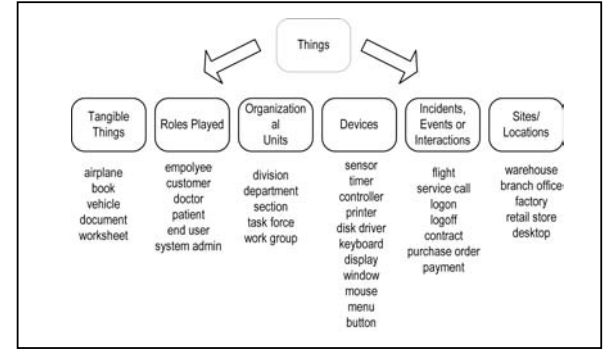 Things
Tangible
Things
Roles Played
Organization
al
Units
Devices
Incidents,
Events or
Interactions
Sites/
Locations
airplane
book
vehicle
document
worksheet
empolyee
customer
doctor
patient
end user
system admin
division
department
section
task force
work group
sensor
timer
controller
printer
disk driver
keyboard
display
window
mouse
menu
button
flight
service call
logon
logoff
contract
purchase order
payment
warehouse
branch office
factory
retail store
desktop